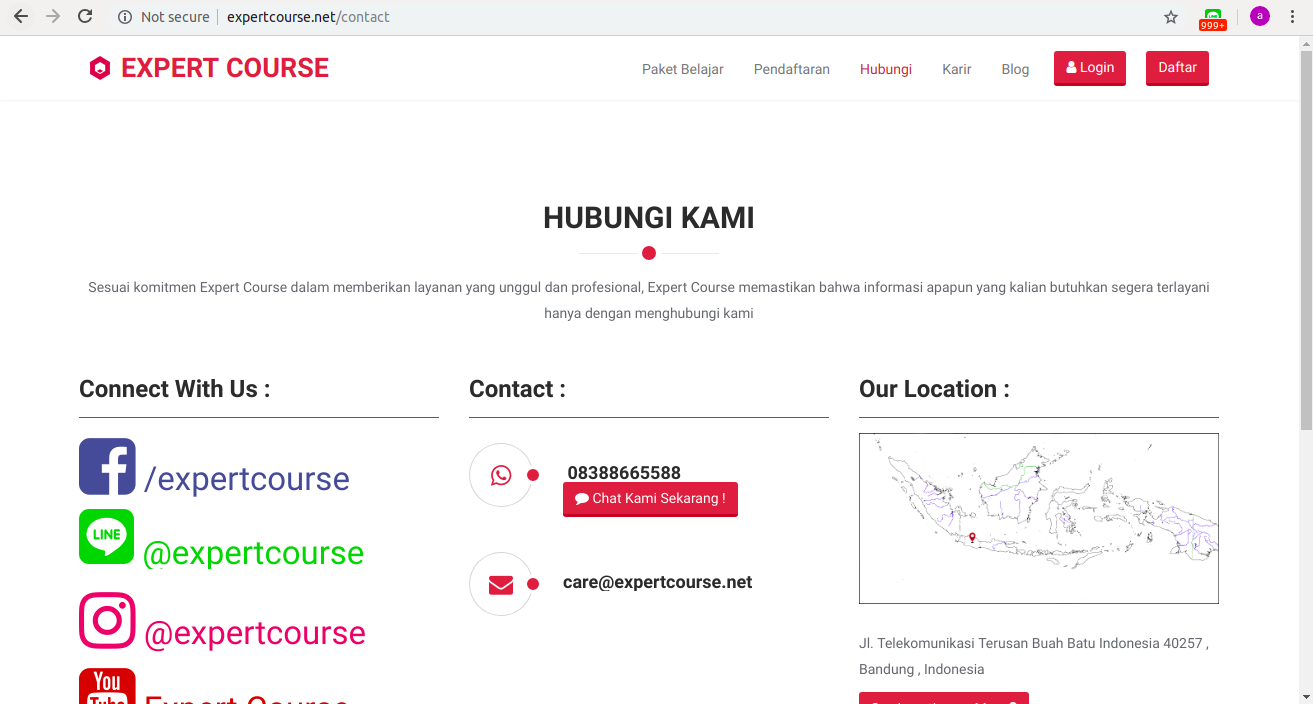 Not secure
expertcourse.net/contact
999+
a
EXPERT COURSE
Paket Belajar
Pendaftaran
Hubungi
Karir
Blog
Login
Daftar
HUBUNGI KAMI
Sesuai komitmen Expert Course dalam memberikan layanan yang unggul dan profesional, Expert Course memastikan bahwa informasi apapun yang kalian butuhkan segera terlayani
hanya dengan menghubungi kami
Connect With Us :
/expertcourse
LINE
@expertcourse
@expertcourse
You
Tube
Expert Course
Contact :
08388665588
Chat Kami Sekarang !
care@expertcourse.net
Our Location :
Jl. Telekomunikasi Terusan Buah Batu Indonesia 40257 ,
Bandung , Indonesia